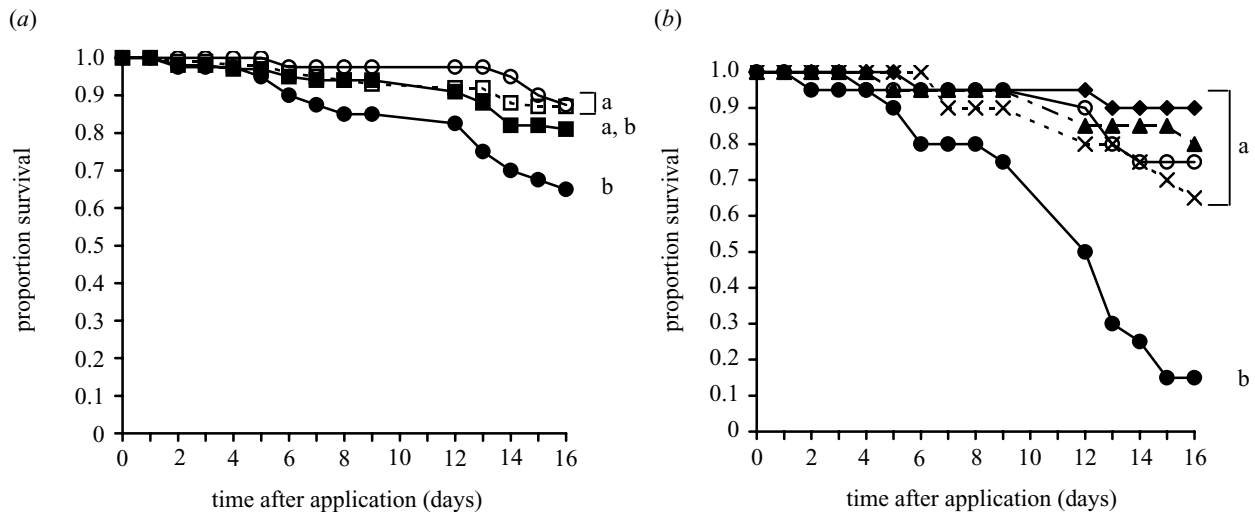 (a)
1.0
0.9
0.8
0.7
0.6
0.5
0.4
0.3
0.2
0.1
0
proportion survival
0 2 4 6 8 10 12 14 16
time after application (days)
a
a, b
b
(b)
1.0
0.9
0.8
0.7
0.6
0.5
0.4
0.3
0.2
0.1
0
proportion survival
0 2 4 6 8 10 12 14 16
time after application (days)
a
b